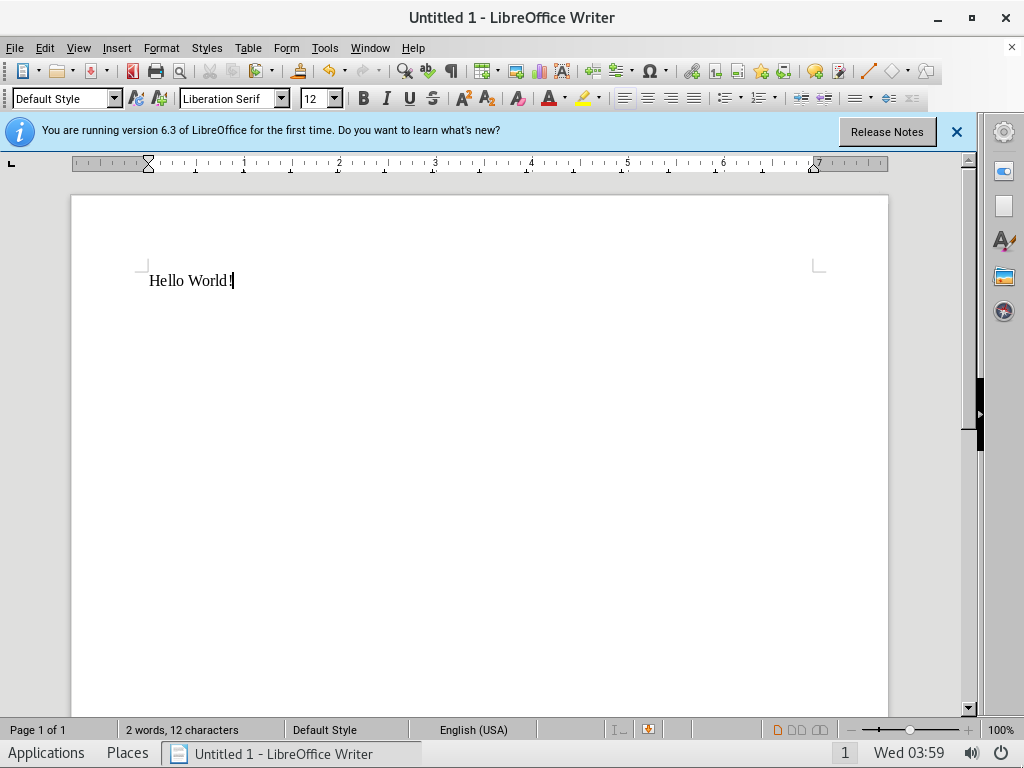 Untitled 1 - LibreOffice Writer
File Edit View Insert Format Styles Table Form Tools Window Help
Default Style Liberation Serif 12
You are running version 6.3 of LibreOffice for the first time. Do you want to learn what's new? Release Notes
1 2 3 4 5 6 7
Hello World!
Page 1 of 1 2 words, 12 characters Default Style English (USA) 100%
Applications Places Untitled 1 - LibreOffice Writer 1 Wed 03:59